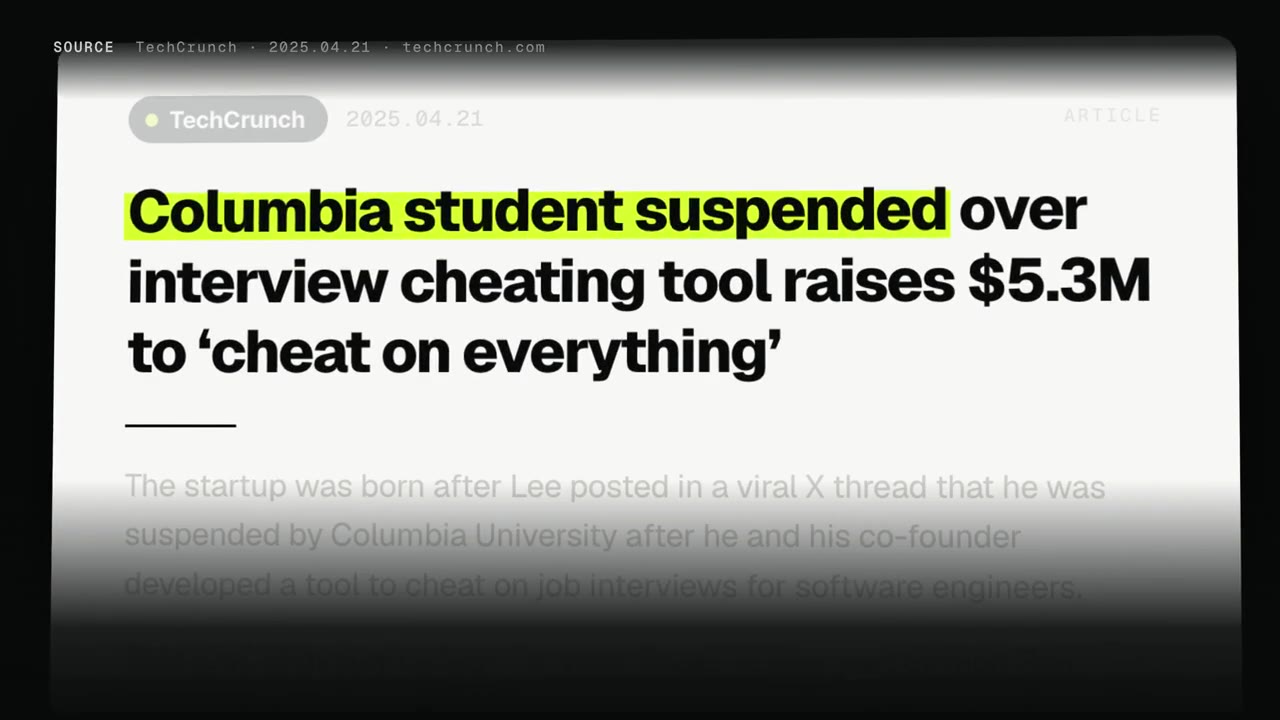 SOURCE TechCrunch · 2025.04.21 · techcrunch.com
TechCrunch 2025.04.21 ARTICLE
Columbia student suspended over
interview cheating tool raises $5.3M
to ‘cheat on everything’
The startup was born after Lee posted in a viral X thread that he was
suspended by Columbia University after he and his co-founder
developed a tool to cheat on job interviews for software engineers.